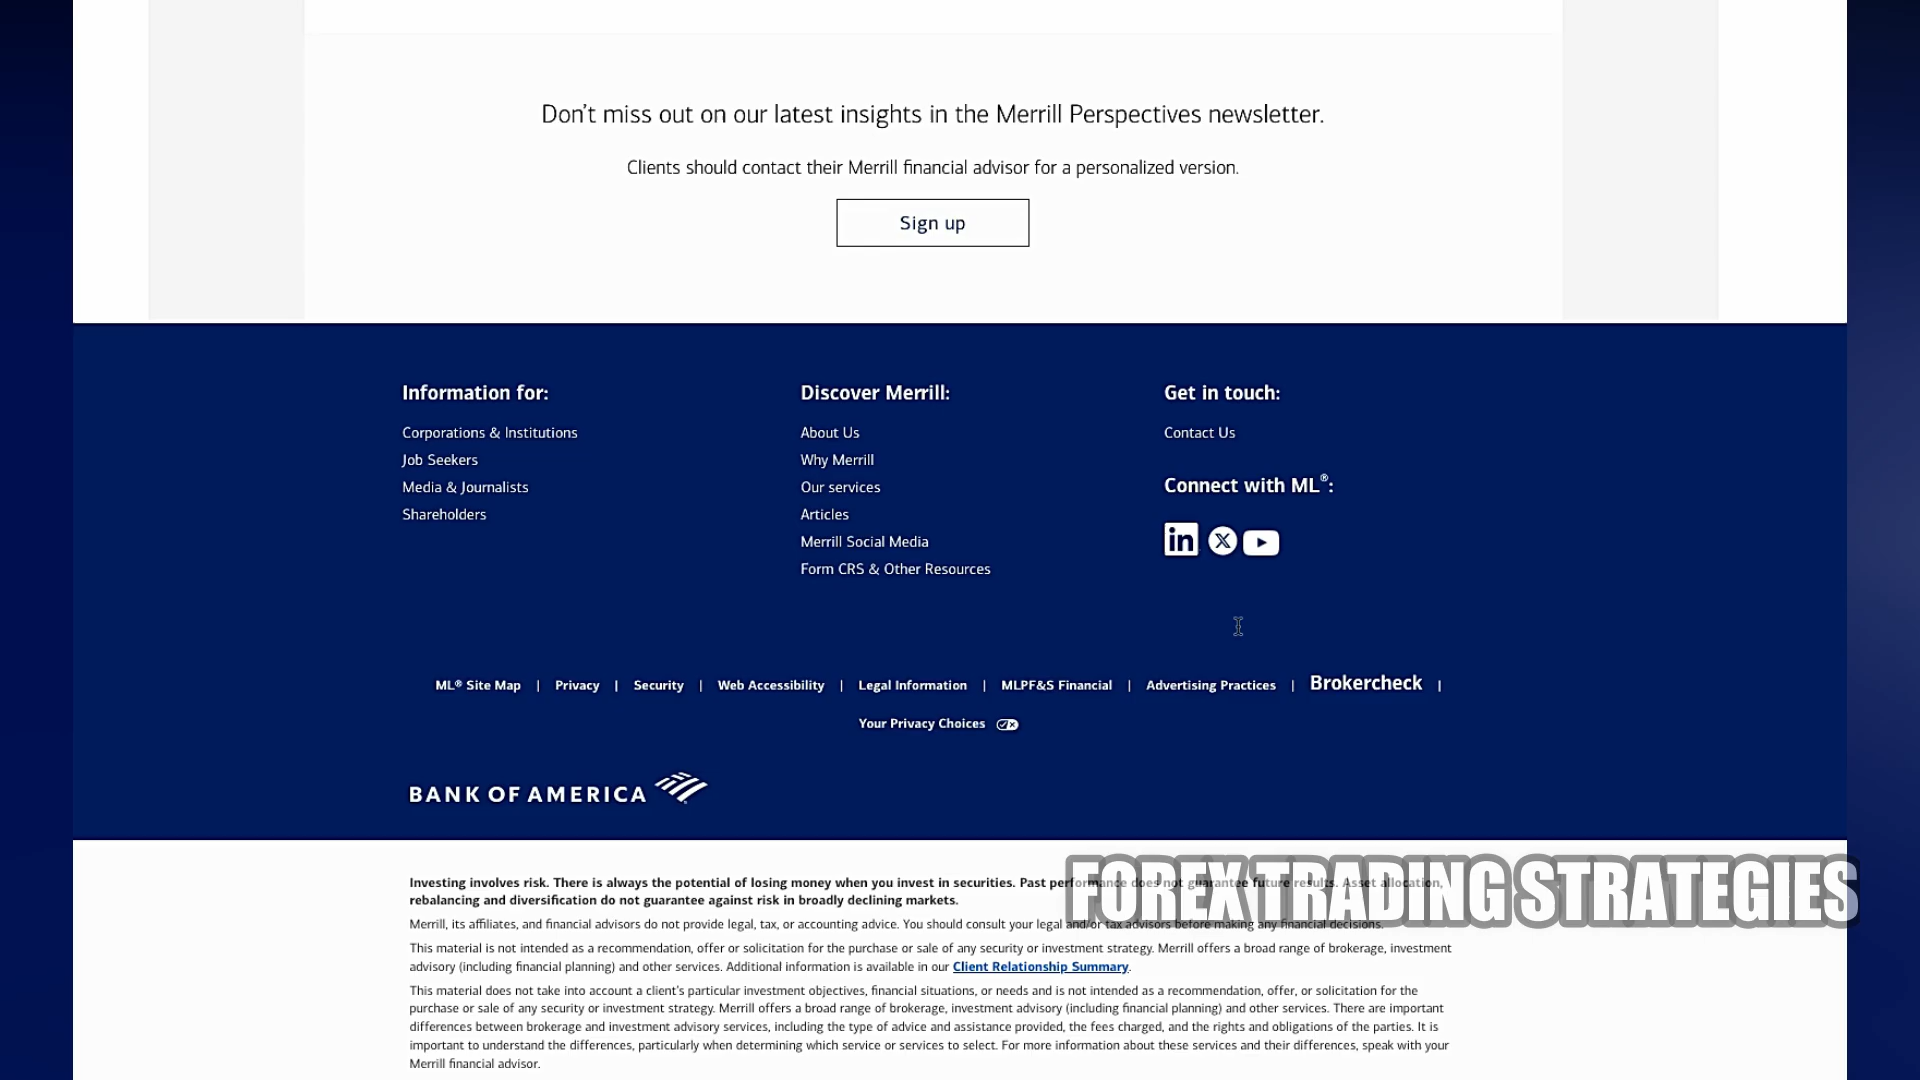 Don't miss out on our latest insights in the Merrill Perspectives newsletter.
Clients should contact their Merrill financial advisor for a personalized version.
Sign up
Information for:
Corporations & Institutions
Job Seekers
Media & Journalists
Shareholders
Discover Merrill:
About Us
Why Merrill
Our services
Articles
Merrill Social Media
Form CRS & Other Resources
Get in touch:
Contact Us
Connect with ML®:
in X
ML® Site Map | Privacy | Security | Web Accessibility | Legal Information | MLPF&S Financial | Advertising Practices | Brokercheck |
Your Privacy Choices
BANK OF AMERICA
Investing involves risk. There is always the potential of losing money when you invest in securities. Past performance does not guarantee future results. Asset allocation,
rebalancing and diversification do not guarantee against risk in broadly declining markets.
FOREX TRADING STRATEGIES
Merrill, its affiliates, and financial advisors do not provide legal, tax, or accounting advice. You should consult your legal and/or tax advisors before making any financial decisions.
This material is not intended as a recommendation, offer or solicitation for the purchase or sale of any security or investment strategy. Merrill offers a broad range of brokerage, investment
advisory (including financial planning) and other services. Additional information is available in our Client Relationship Summary.
This material does not take into account a client's particular investment objectives, financial situations, or needs and is not intended as a recommendation, offer, or solicitation for the
purchase or sale of any security or investment strategy. Merrill offers a broad range of brokerage, investment advisory (including financial planning) and other services. There are important
differences between brokerage and investment advisory services, including the type of advice and assistance provided, the fees charged, and the rights and obligations of the parties. It is
important to understand the differences, particularly when determining which service or services to select. For more information about these services and their differences, speak with your
Merrill financial advisor.